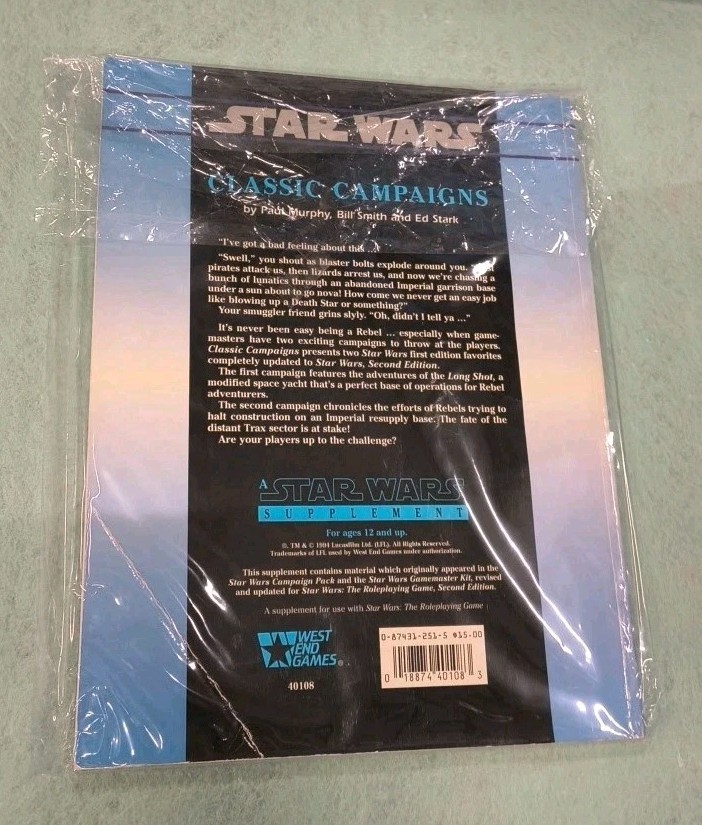 STAR WARS
CLASSIC CAMPAIGNS
by Paul Murphy, Bill Smith and Ed Stark
"I've got a bad feeling about this ..."
"Swell," you shout as blaster bolts explode around you.
pirates attack us, then lizards arrest us, and now we're chasing a
bunch of lunatics through an abandoned Imperial garrison base
under a sun about to go nova! How come we never get an easy job
like blowing up a Death Star or something?"
Your smuggler friend grins slyly. "Oh, didn't I tell ya ..."
It's never been easy being a Rebel ... especially when game-
masters have two exciting campaigns to throw at the players.
Classic Campaigns presents two Star Wars first edition favorites
completely updated to Star Wars, Second Edition.
The first campaign features the adventures of the Long Shot, a
modified space yacht that's a perfect base of operations for Rebel
adventurers.
The second campaign chronicles the efforts of Rebels trying to
halt construction on an Imperial resupply base. The fate of the
distant Trax sector is at stake!
Are your players up to the challenge?
A
STAR WARS
SUPPLEMENT
For ages 12 and up.
®, TM & © 1994 Lucasfilm Ltd. (LFL). All Rights Reserved.
Trademarks of LFL used by West End Games under authorization.
This supplement contains material which originally appeared in the
Star Wars Campaign Pack and the Star Wars Gamemaster Kit, revised
and updated for Star Wars: The Roleplaying Game, Second Edition.
A supplement for use with Star Wars: The Roleplaying Game
WEST
END
GAMES®
40108
0-87431-251-5 $15.00
0 18874 40108 3